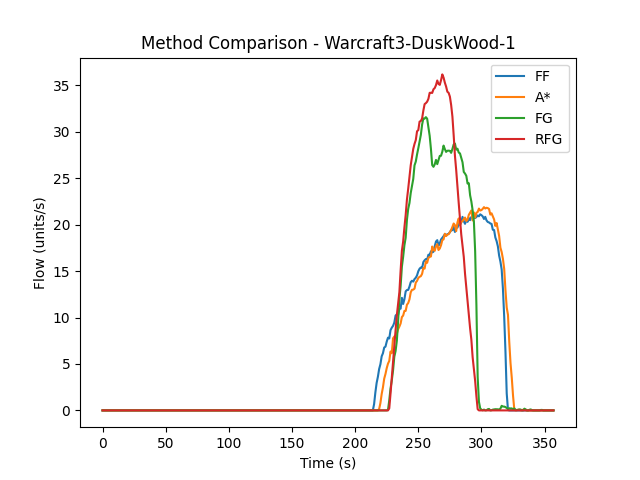 Method Comparison - Warcraft3-DuskWood-1
Flow (units/s)
35
30
25
20
15
10
5
0
FF
A*
FG
RFG
0 50 100 150 200 250 300 350
Time (s)